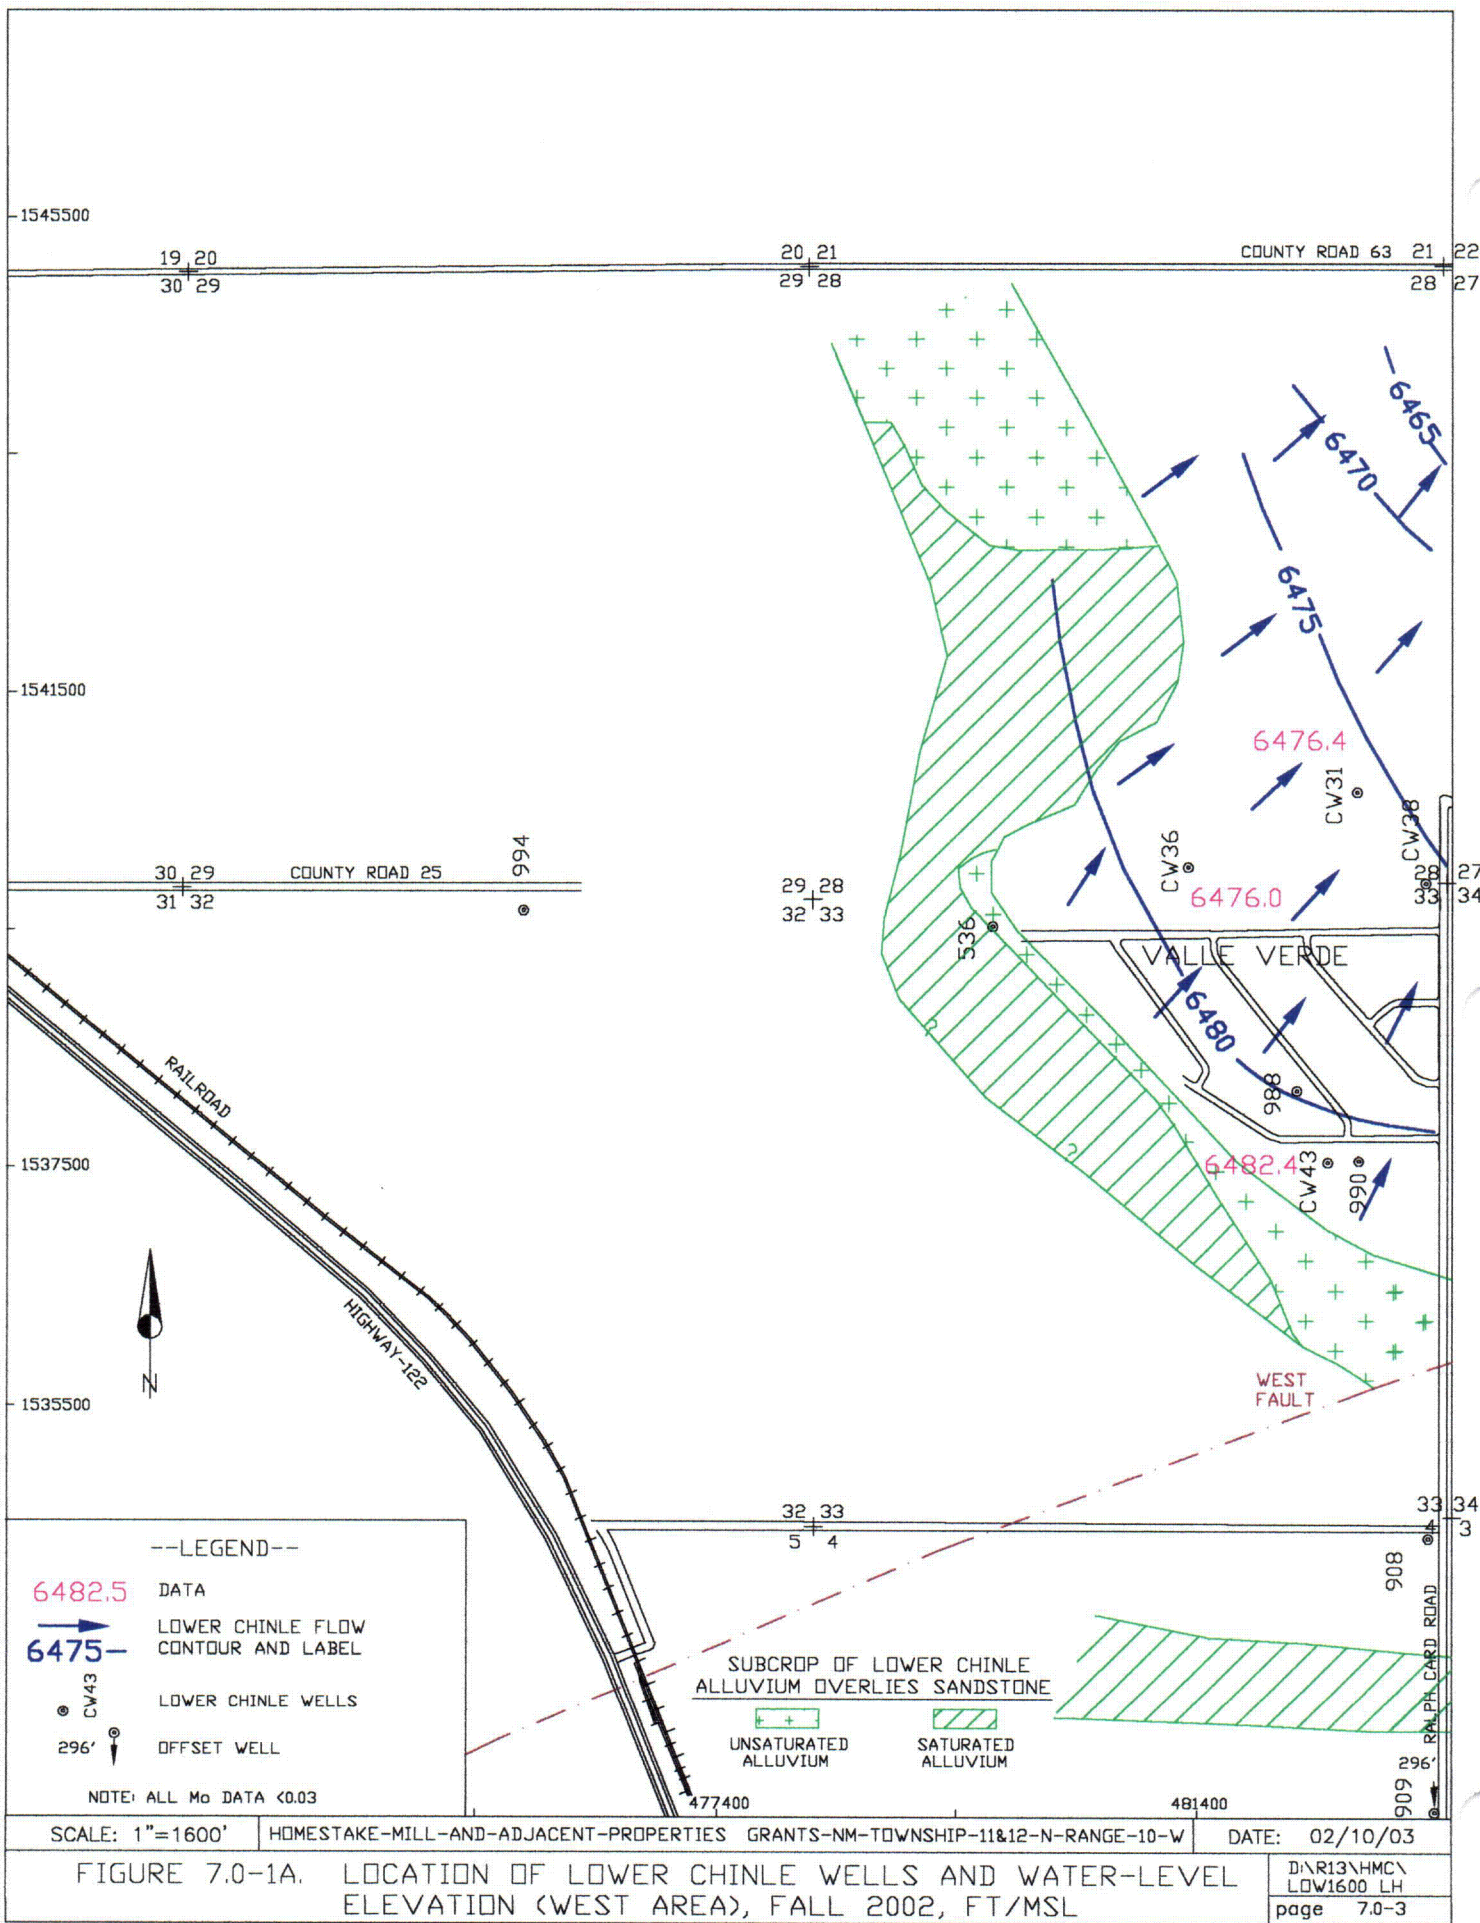 1545500
19 20
30 29
20 21
29 28
COUNTY ROAD 63
21 22
28 27
6465
6470
6475
1541500
6476.4
CW31
CW38
CW36
6476.0
994
30 29
31 32
COUNTY ROAD 25
29 28
32 33
28 27
33 34
536
VALLE VERDE
6480
988
?
?
RAILROAD
1537500
6482.4
CW43
990
N
HIGHWAY-122
WEST
FAULT
1535500
32 33
5 4
33 34
4 3
908
RALPH CARD ROAD
296'
909
--LEGEND--
6482.5 DATA
LOWER CHINLE FLOW
6475- CONTOUR AND LABEL
CW43
LOWER CHINLE WELLS
296' OFFSET WELL
NOTE: ALL Mo DATA <0.03
SUBCROP OF LOWER CHINLE
ALLUVIUM OVERLIES SANDSTONE
UNSATURATED
ALLUVIUM
SATURATED
ALLUVIUM
477400
481400
SCALE: 1"=1600'
HOMESTAKE-MILL-AND-ADJACENT-PROPERTIES GRANTS-NM-TOWNSHIP-11&12-N-RANGE-10-W
DATE: 02/10/03
FIGURE 7.0-1A. LOCATION OF LOWER CHINLE WELLS AND WATER-LEVEL
ELEVATION (WEST AREA), FALL 2002, FT/MSL
D:\R13\HMC\
LOW1600 LH
page 7.0-3